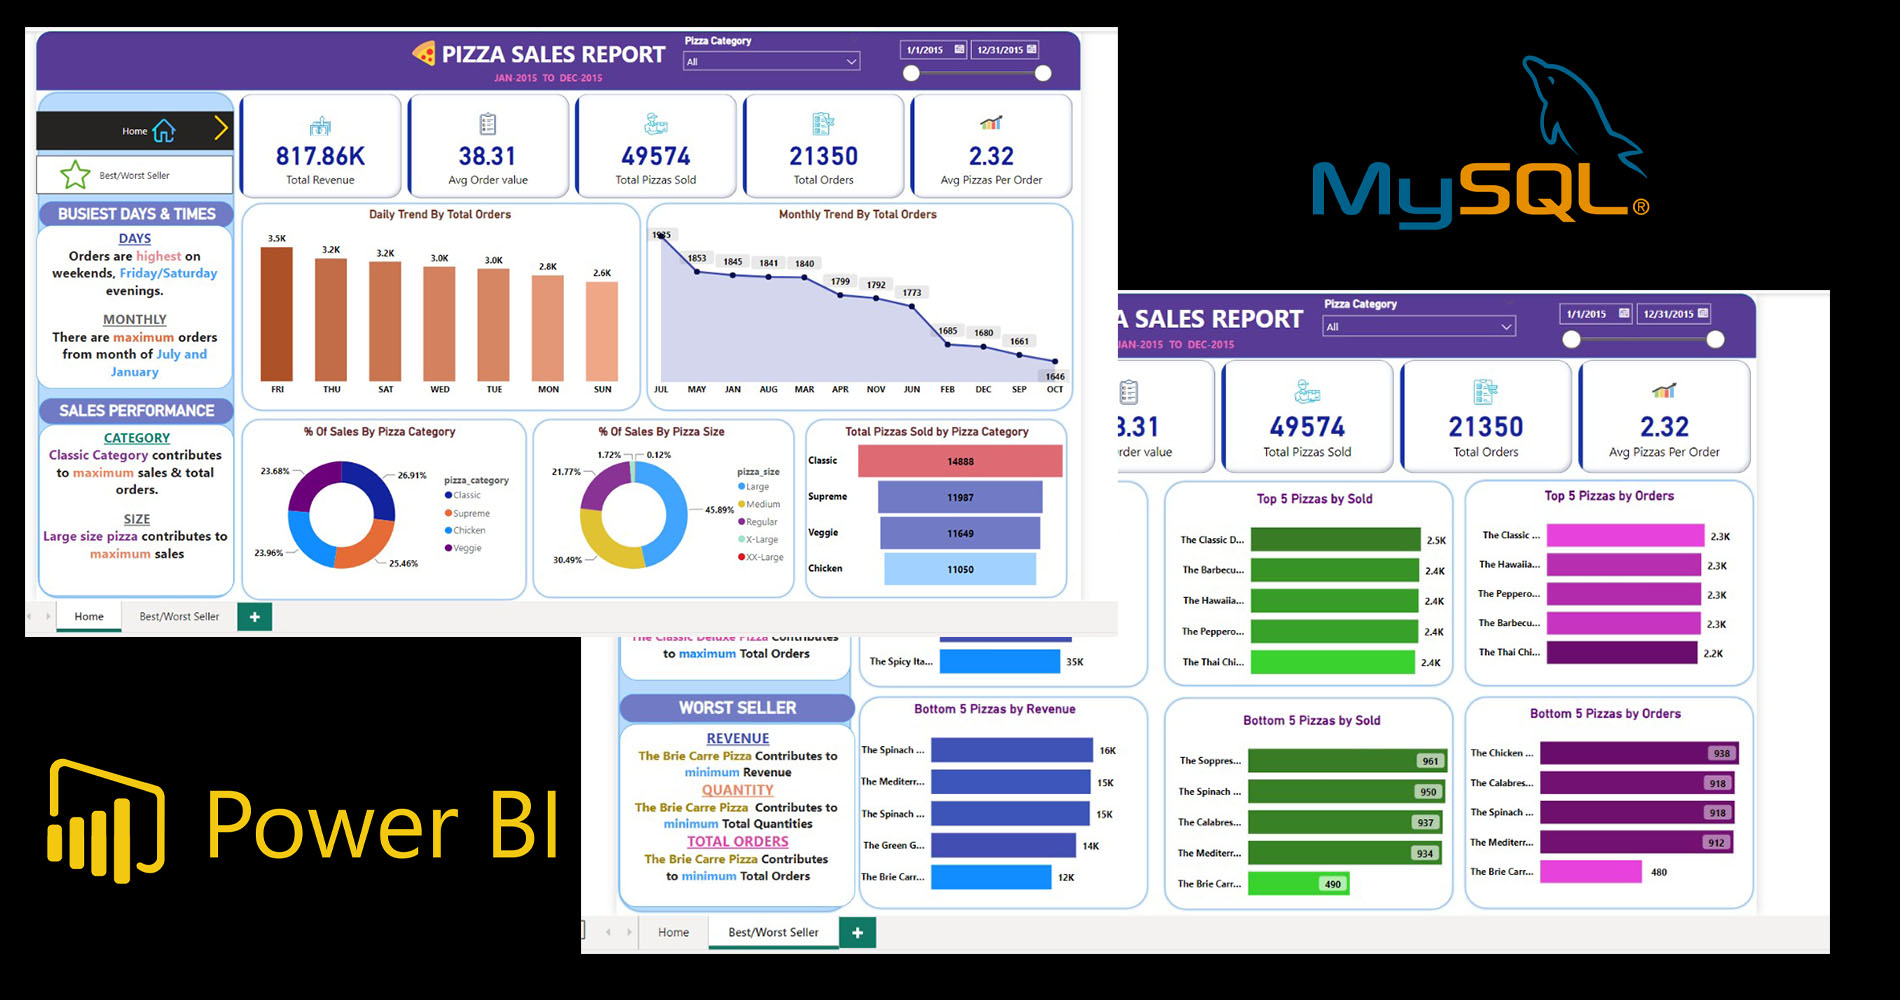 PIZZA SALES REPORT
JAN-2015 TO DEC-2015
Pizza Category
All
1/1/2015
12/31/2015
Home
Best/Worst Seller
BUSIEST DAYS & TIMES
DAYS
Orders are highest on
weekends, Friday/Saturday
evenings.
MONTHLY
There are maximum orders
from month of July and
January
SALES PERFORMANCE
CATEGORY
Classic Category contributes
to maximum sales & total
orders.
SIZE
Large size pizza contributes to
maximum sales
817.86K
Total Revenue
38.31
Avg Order value
49574
Total Pizzas Sold
21350
Total Orders
2.32
Avg Pizzas Per Order
Daily Trend By Total Orders
3.5K
3.2K
3.2K
3.0K
3.0K
2.8K
2.6K
FRI
THU
SAT
WED
TUE
MON
SUN
Monthly Trend By Total Orders
1935
1853
1845
1841
1840
1799
1792
1773
1685
1680
1661
1646
JUL
MAY
JAN
AUG
MAR
APR
NOV
JUN
FEB
DEC
SEP
OCT
% Of Sales By Pizza Category
23.68%
26.91%
23.96%
25.46%
pizza_category
Classic
Supreme
Chicken
Veggie
% Of Sales By Pizza Size
1.72%
0.12%
21.77%
45.89%
30.49%
pizza_size
Large
Medium
Regular
X-Large
XX-Large
Total Pizzas Sold by Pizza Category
Classic 14888
Supreme 11987
Veggie 11649
Chicken 11050
Home
Best/Worst Seller
+
MySQL®
A SALES REPORT
JAN-2015 TO DEC-2015
Pizza Category
All
1/1/2015
12/31/2015
8.31
rder value
49574
Total Pizzas Sold
21350
Total Orders
2.32
Avg Pizzas Per Order
Top 5 Pizzas by Sold
The Classic D... 2.5K
The Barbecu... 2.4K
The Hawaiia... 2.4K
The Peppero... 2.4K
The Thai Chi... 2.4K
Top 5 Pizzas by Orders
The Classic ... 2.3K
The Hawaiia... 2.3K
The Peppero... 2.3K
The Barbecu... 2.3K
The Thai Chi... 2.2K
The Classic Deluxe Pizza Contributes
to maximum Total Orders
The Spicy Ita... 35K
WORST SELLER
REVENUE
The Brie Carre Pizza Contributes to
minimum Revenue
QUANTITY
The Brie Carre Pizza Contributes to
minimum Total Quantities
TOTAL ORDERS
The Brie Carre Pizza Contributes
to minimum Total Orders
Bottom 5 Pizzas by Revenue
The Spinach ... 16K
The Mediterr... 15K
The Spinach ... 15K
The Green G... 14K
The Brie Carr... 12K
Bottom 5 Pizzas by Sold
The Soppres... 961
The Spinach ... 950
The Calabres... 937
The Mediterr... 934
The Brie Carr... 490
Bottom 5 Pizzas by Orders
The Chicken ... 938
The Calabres... 918
The Spinach ... 918
The Mediterr... 912
The Brie Carr... 480
Home
Best/Worst Seller
+
Power BI